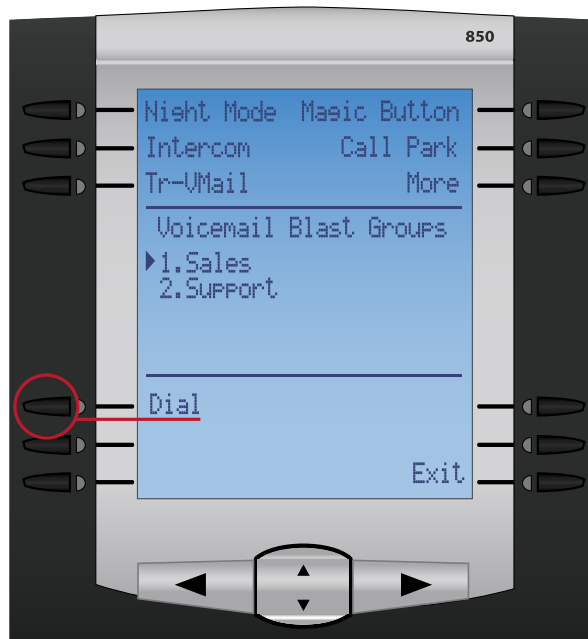 850
Night Mode Magic Button
Intercom Call Park
Tr-VMail More
Voicemail Blast Groups
1.Sales
2.Support
Dial
Exit